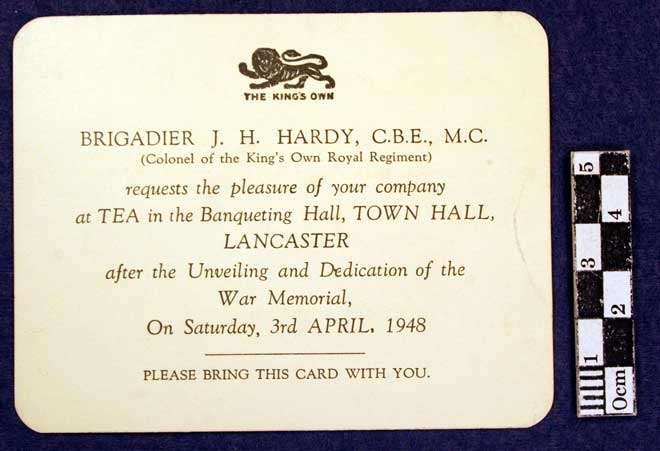 THE KING'S OWN
BRIGADIER J. H. HARDY, C.B.E., M.C.
(Colonel of the King's Own Royal Regiment)
requests the pleasure of your company
at TEA in the Banqueting Hall, TOWN HALL,
LANCASTER
after the Unveiling and Dedication of the
War Memorial,
On Saturday, 3rd APRIL. 1948
PLEASE BRING THIS CARD WITH YOU.
5
4
3
2
1
0cm